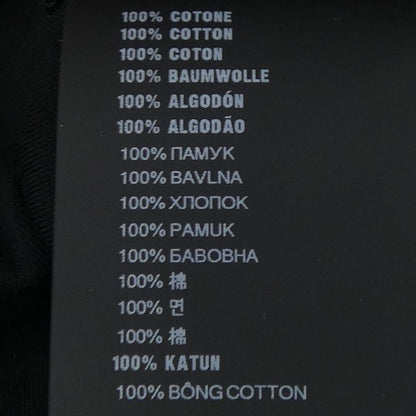 100% COTONE
100% COTTON
100% COTON
100% BAUMWOLLE
100% ALGODÓN
100% ALGODÃO
100% ПАМУК
100% BAVLNA
100% ХЛОПОК
100% PAMUK
100% БАВОВНА
100% 棉
100% 면
100% 棉
100% KATUN
100% BÔNG COTTON